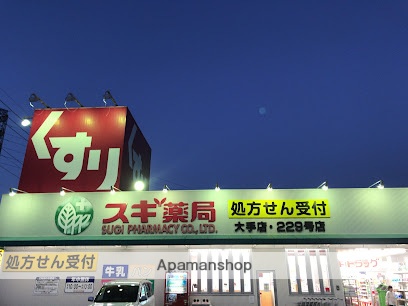 くすり
スギ薬局
SUGI PHARMACY CO., LTD.
処方せん受付
大手店・229号店
処方せん受付
牛乳
Apamanshop